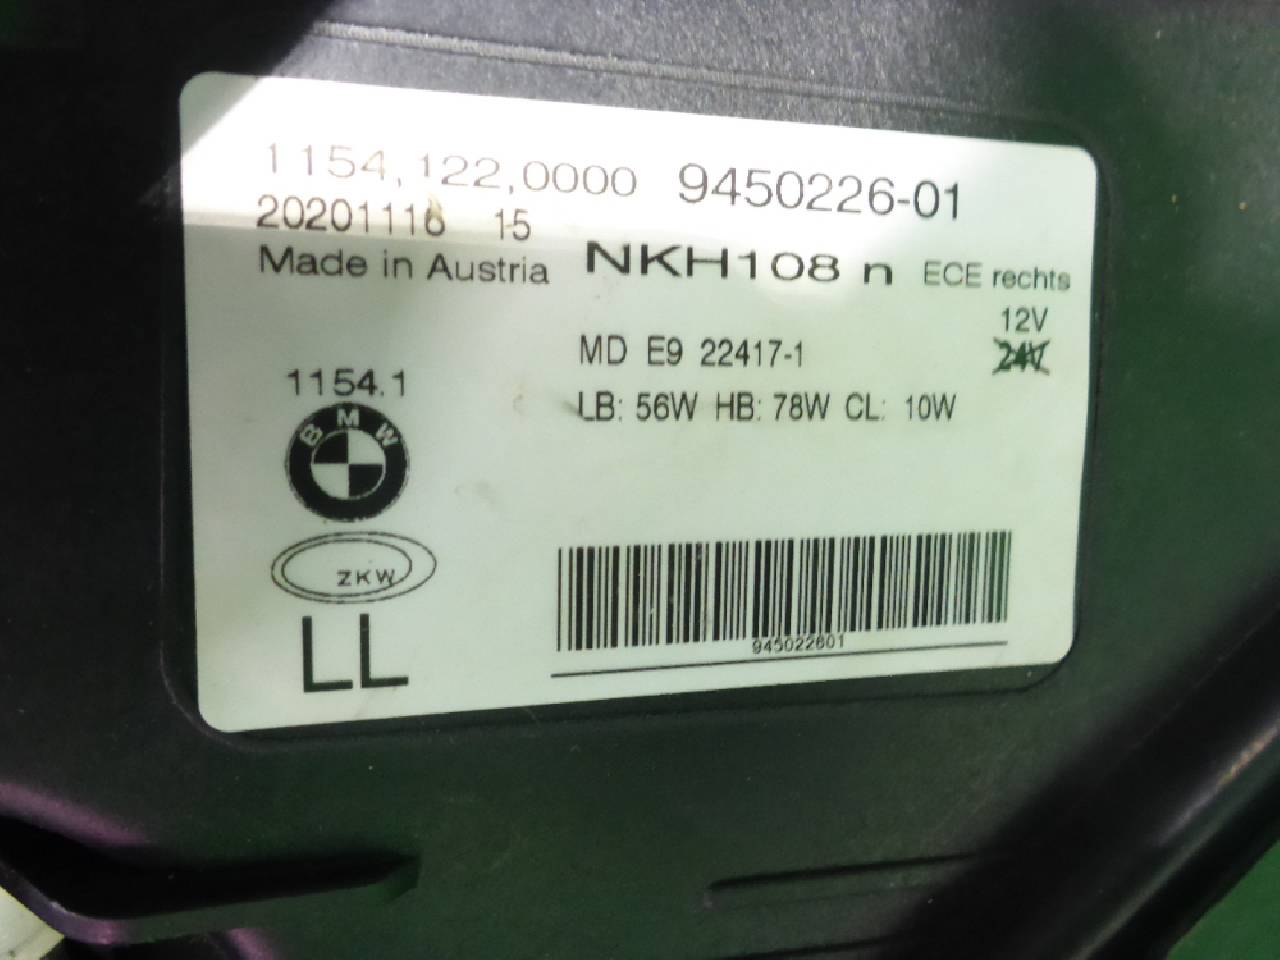 1154,122,0000 9450226-01
20201116 15
Made in Austria NKH108 n ECE rechts
12V
MD E9 22417-1 24V
1154.1
LB: 56W HB: 78W CL: 10W
BMW
ZKW
LL
945022601